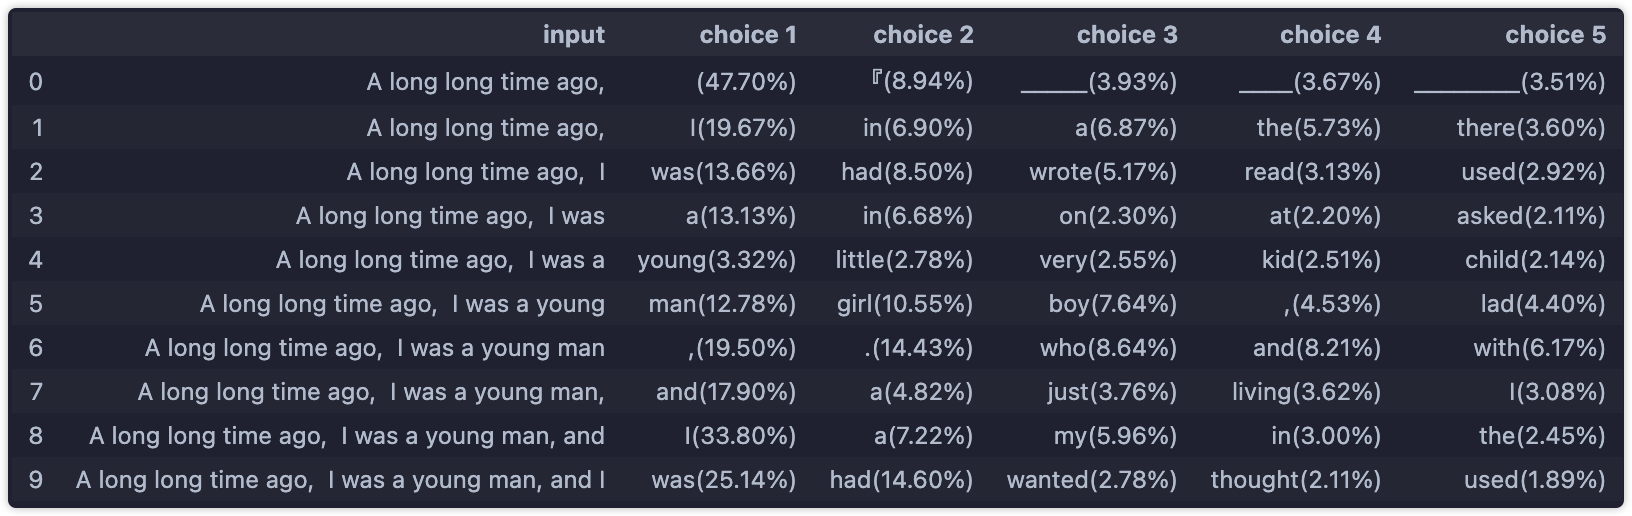 input choice 1 choice 2 choice 3 choice 4 choice 5
0 A long long time ago, (47.70%) 『(8.94%) _____(3.93%) ____(3.67%) ________(3.51%)
1 A long long time ago, I(19.67%) in(6.90%) a(6.87%) the(5.73%) there(3.60%)
2 A long long time ago,  I was(13.66%) had(8.50%) wrote(5.17%) read(3.13%) used(2.92%)
3 A long long time ago,  I was a(13.13%) in(6.68%) on(2.30%) at(2.20%) asked(2.11%)
4 A long long time ago,  I was a young(3.32%) little(2.78%) very(2.55%) kid(2.51%) child(2.14%)
5 A long long time ago,  I was a young man(12.78%) girl(10.55%) boy(7.64%) ,(4.53%) lad(4.40%)
6 A long long time ago,  I was a young man ,(19.50%) .(14.43%) who(8.64%) and(8.21%) with(6.17%)
7 A long long time ago,  I was a young man, and(17.90%) a(4.82%) just(3.76%) living(3.62%) I(3.08%)
8 A long long time ago,  I was a young man, and I(33.80%) a(7.22%) my(5.96%) in(3.00%) the(2.45%)
9 A long long time ago,  I was a young man, and I was(25.14%) had(14.60%) wanted(2.78%) thought(2.11%) used(1.89%)